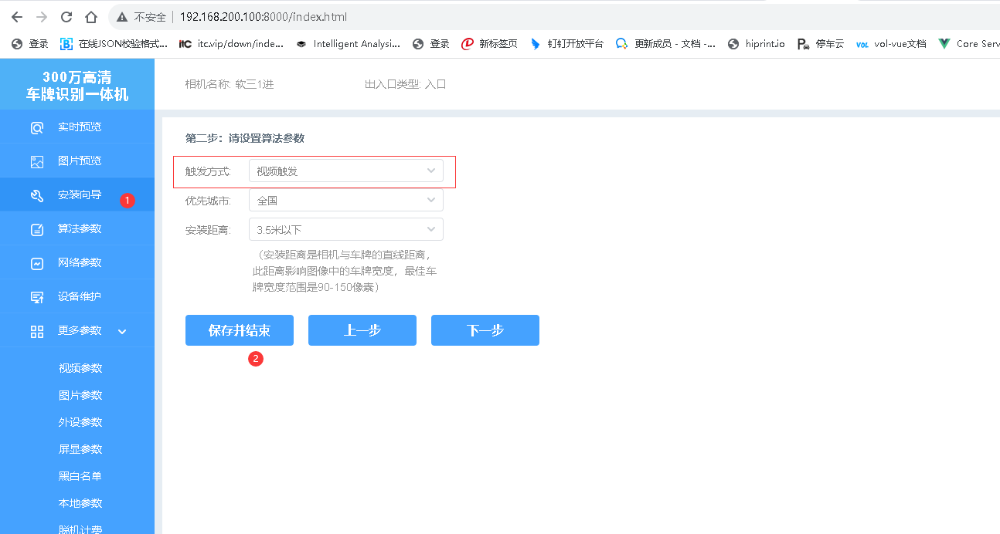 不安全 192.168.200.100:8000/index.html
登录 在线JSON校验格式... itC itc.vip/down/inde... Intelligent Analysi... 登录 新标签页 钉钉开放平台 更新成员 - 文档 -... hiprint.io 停车云 VOL vol-vue文档 Core Serv
300万高清
车牌识别一体机
相机名称: 软三1进 出入口类型: 入口
实时预览
图片预览
安装向导 1
算法参数
网络参数
设备维护
更多参数
视频参数
图片参数
外设参数
屏显参数
黑白名单
本地参数
脱机计费
第二步：请设置算法参数
触发方式: 视频触发
优先城市: 全国
安装距离: 3.5米以下
（安装距离是相机与车牌的直线距离，
此距离影响图像中的车牌宽度，最佳车
牌宽度范围是90-150像素）
保存并结束 上一步 下一步
2